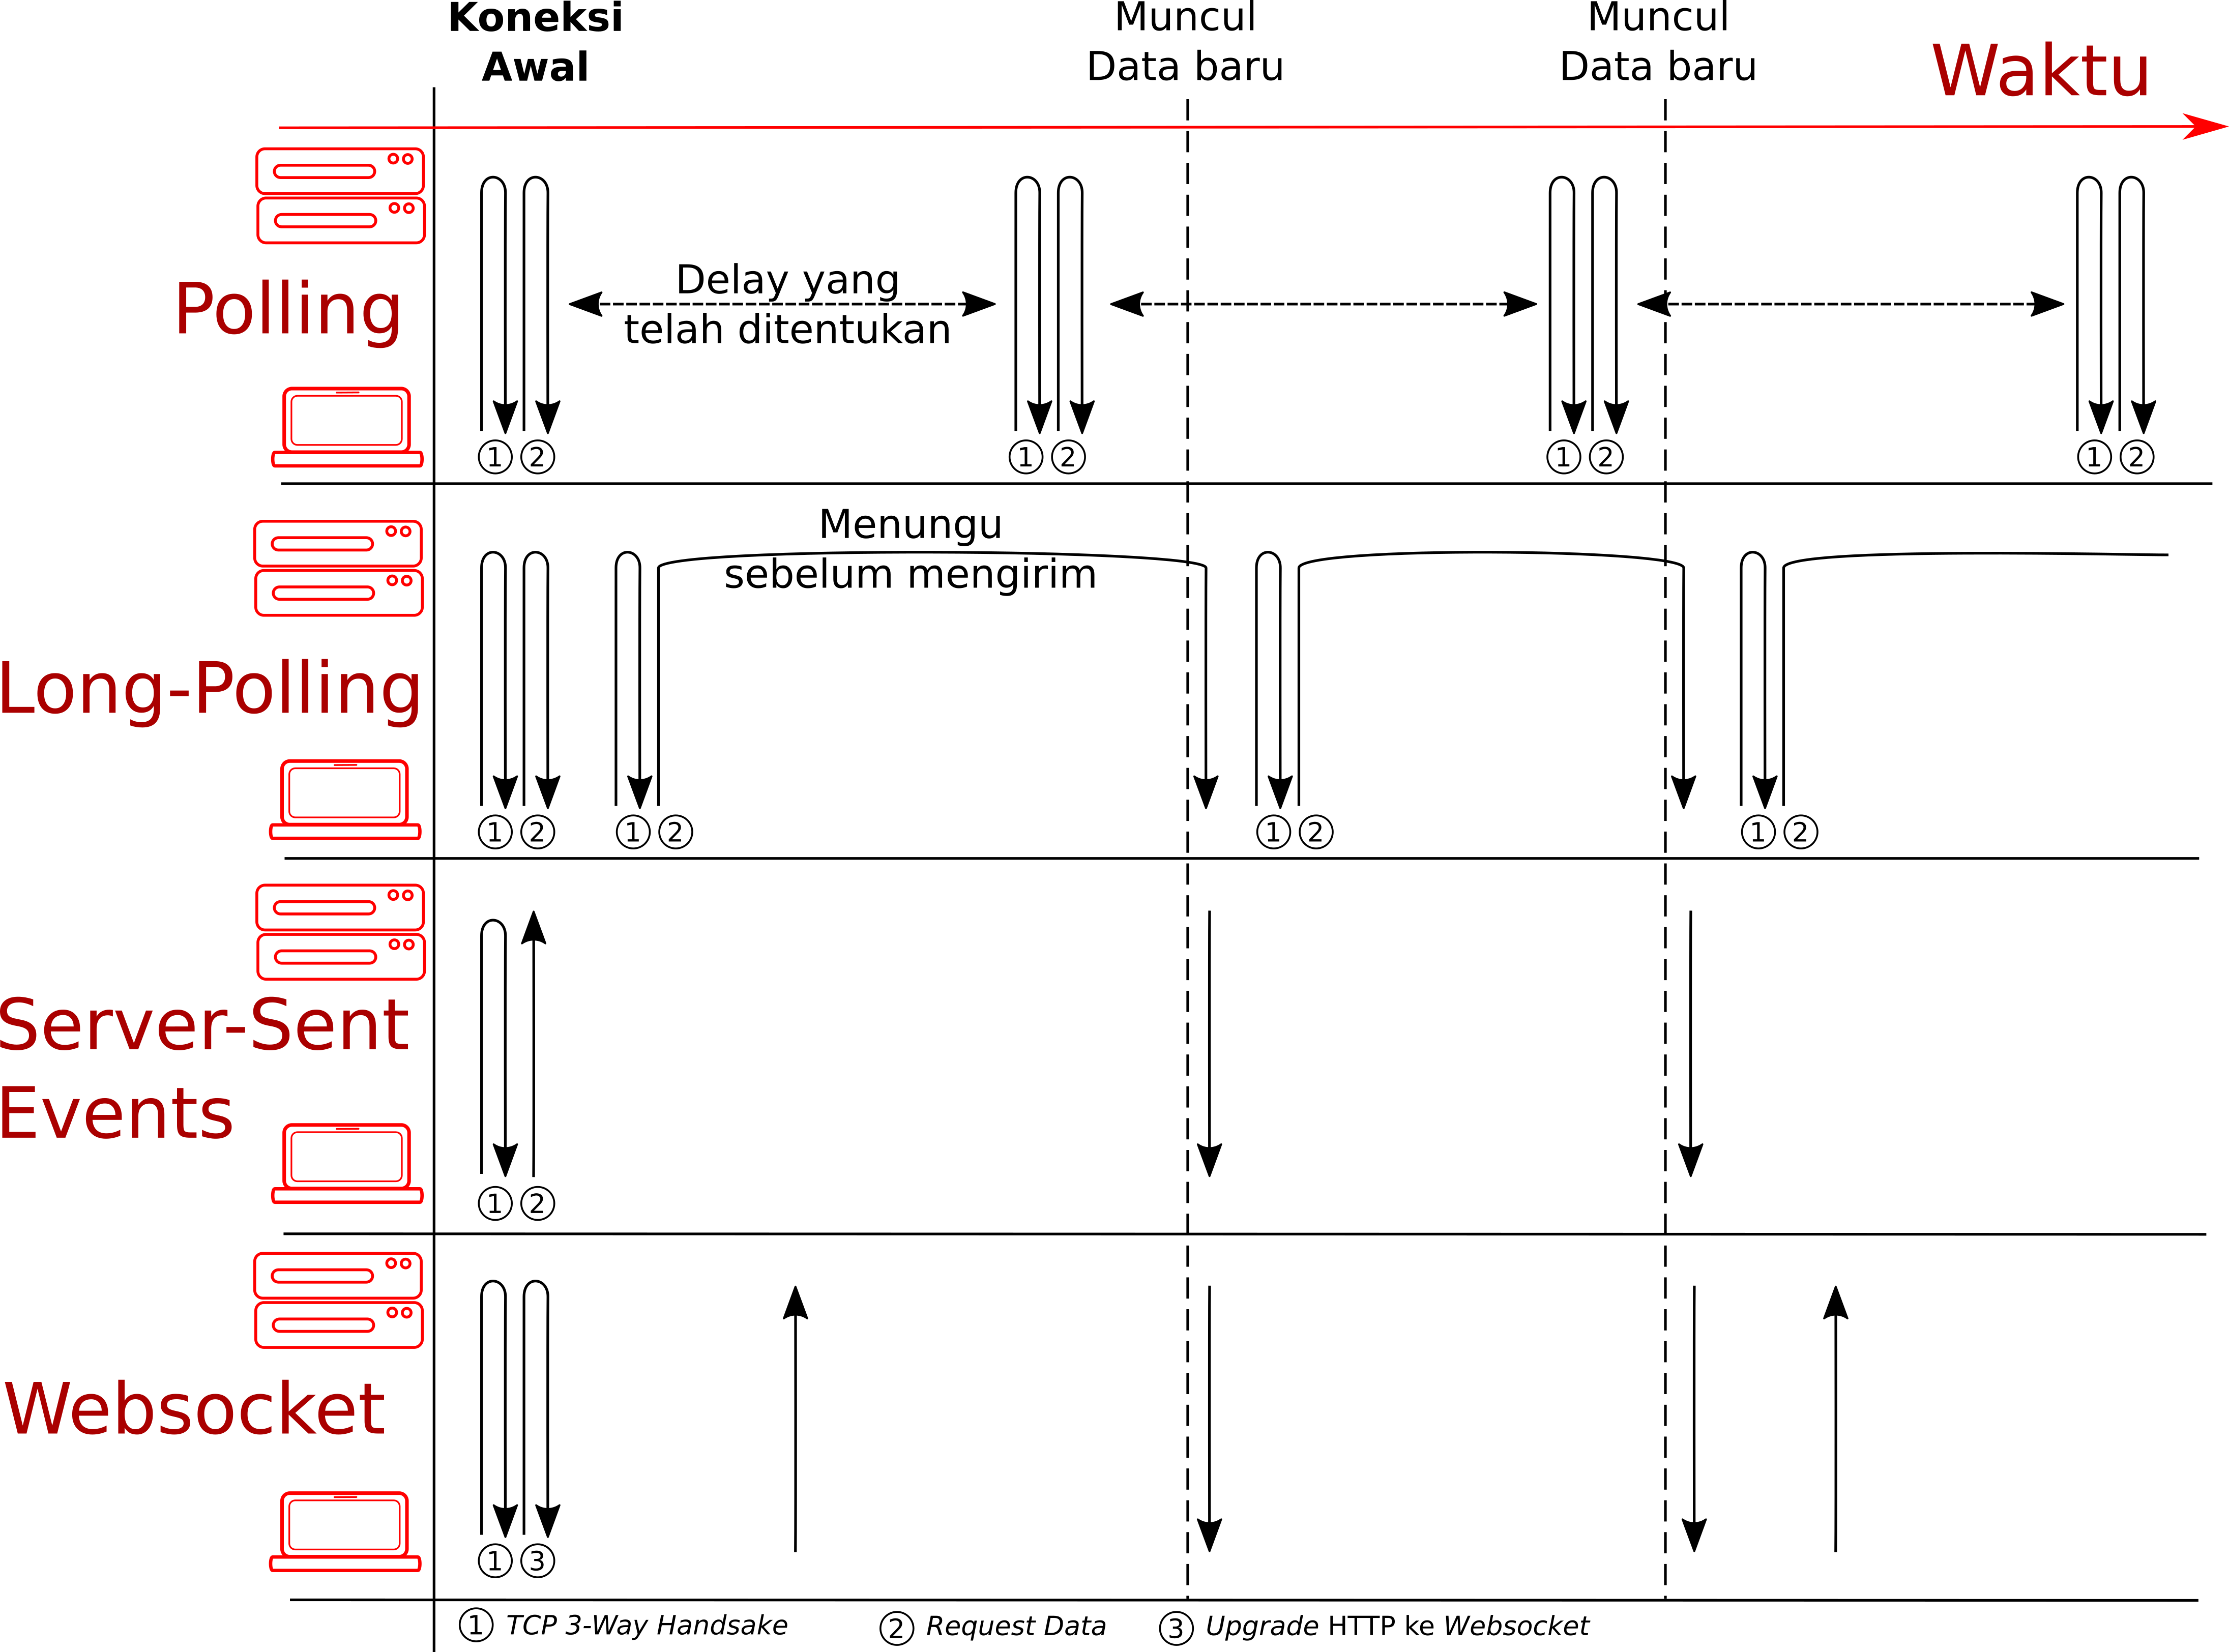 Koneksi
Awal
Muncul
Data baru
Muncul
Data baru
Waktu
Polling
Delay yang
telah ditentukan
① ②
① ②
① ②
① ②
Long-Polling
Menungu
sebelum mengirim
① ②
① ②
① ②
① ②
Server-Sent
Events
① ②
Websocket
① ③
① TCP 3-Way Handsake
② Request Data
③ Upgrade HTTP ke Websocket